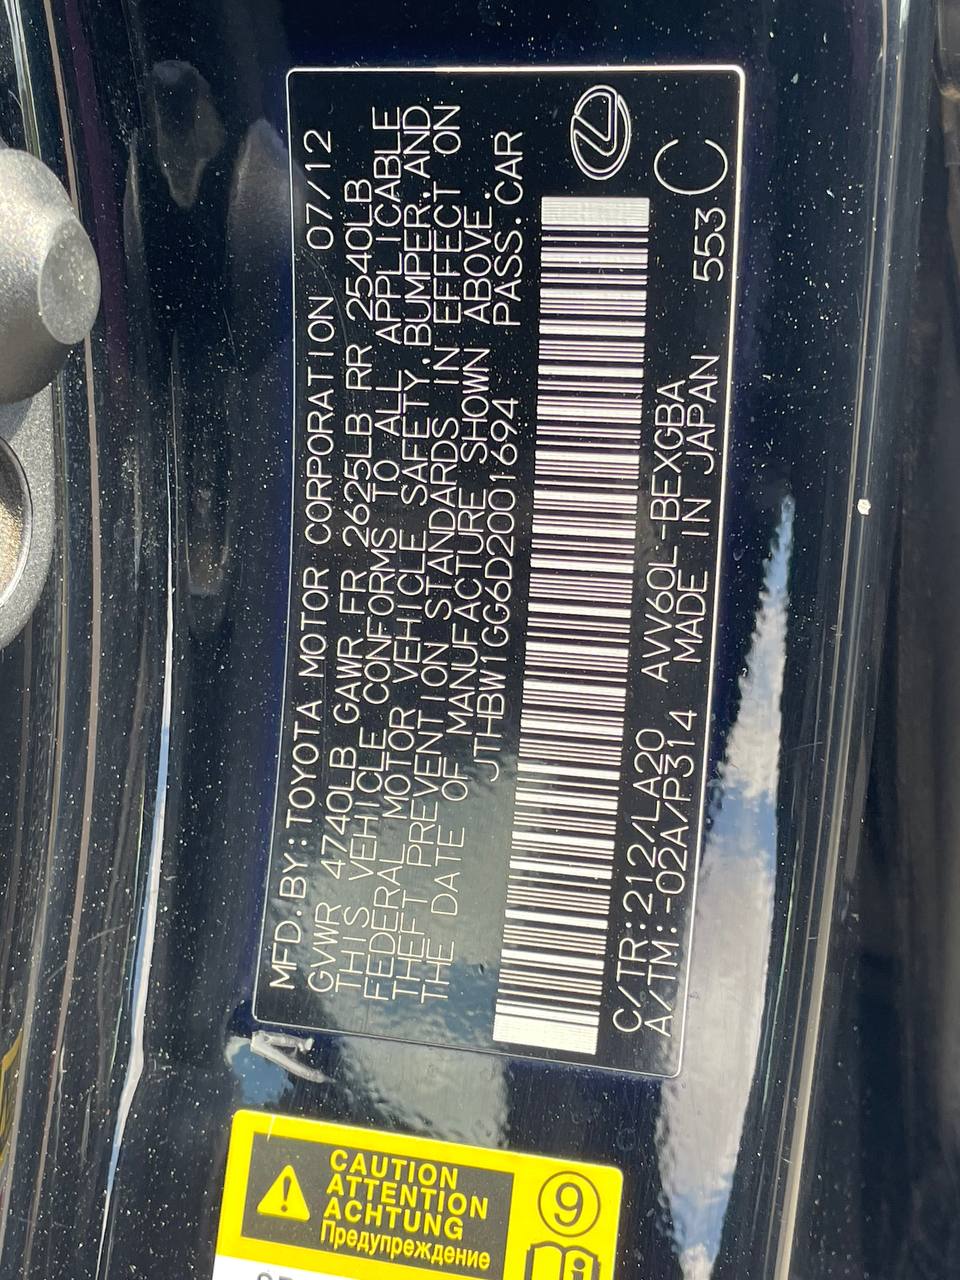 MFD.BY:TOYOTA MOTOR CORPORATION 07/12
GVWR 4740LB GAWR FR 2625LB RR 2540LB
THIS VEHICLE CONFORMS TO ALL APPLICABLE
FEDERAL MOTOR VEHICLE SAFETY, BUMPER, AND
THEFT PREVENTION STANDARDS IN EFFECT ON
THE DATE OF MANUFACTURE SHOWN ABOVE.
JTHBW1GG6D2001694 PASS.CAR
C/TR:212/LA20 AVV60L-BEXGBA
A/TM:-02A/P314 MADE IN JAPAN 553 C
CAUTION
ATTENTION
ACHTUNG
Предупреждение
9